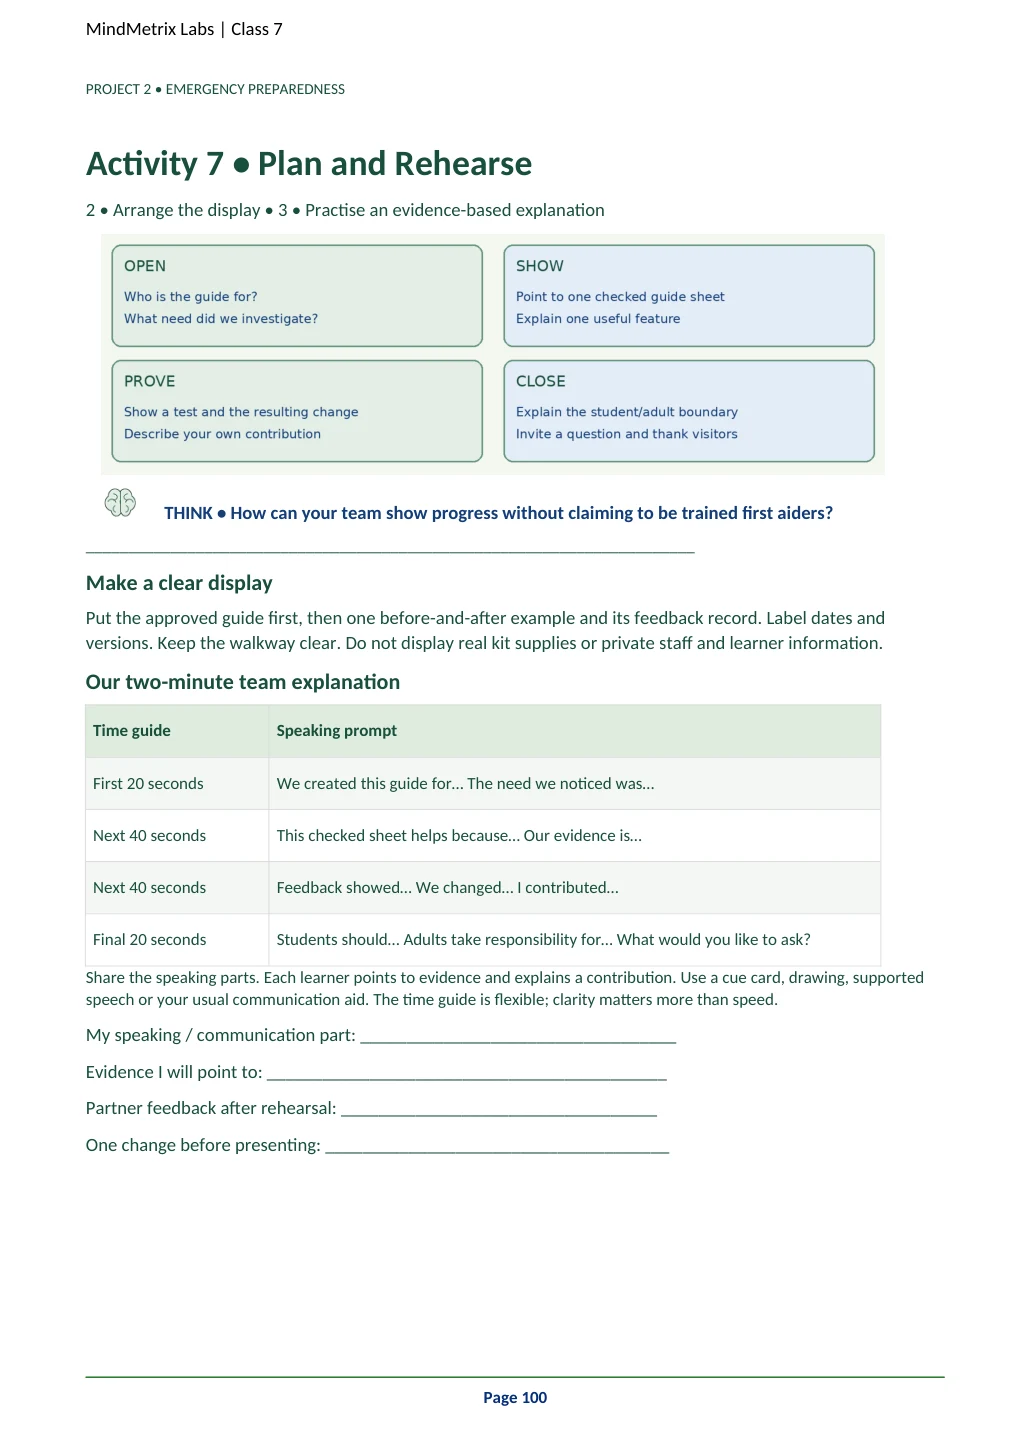 MindMetrix Labs | Class 7
PROJECT 2 • EMERGENCY PREPAREDNESS
Activity 7 • Plan and Rehearse
2 • Arrange the display • 3 • Practise an evidence-based explanation
OPEN
Who is the guide for?
What need did we investigate?
SHOW
Point to one checked guide sheet
Explain one useful feature
PROVE
Show a test and the resulting change
Describe your own contribution
CLOSE
Explain the student/adult boundary
Invite a question and thank visitors
THINK • How can your team show progress without claiming to be trained first aiders?
Make a clear display
Put the approved guide first, then one before-and-after example and its feedback record. Label dates and
versions. Keep the walkway clear. Do not display real kit supplies or private staff and learner information.
Our two-minute team explanation
Time guide Speaking prompt
First 20 seconds We created this guide for… The need we noticed was…
Next 40 seconds This checked sheet helps because… Our evidence is…
Next 40 seconds Feedback showed… We changed… I contributed…
Final 20 seconds Students should… Adults take responsibility for… What would you like to ask?
Share the speaking parts. Each learner points to evidence and explains a contribution. Use a cue card, drawing, supported
speech or your usual communication aid. The time guide is flexible; clarity matters more than speed.
My speaking / communication part: ___________________________________
Evidence I will point to: ____________________________________________
Partner feedback after rehearsal: ___________________________________
One change before presenting: ______________________________________
Page 100